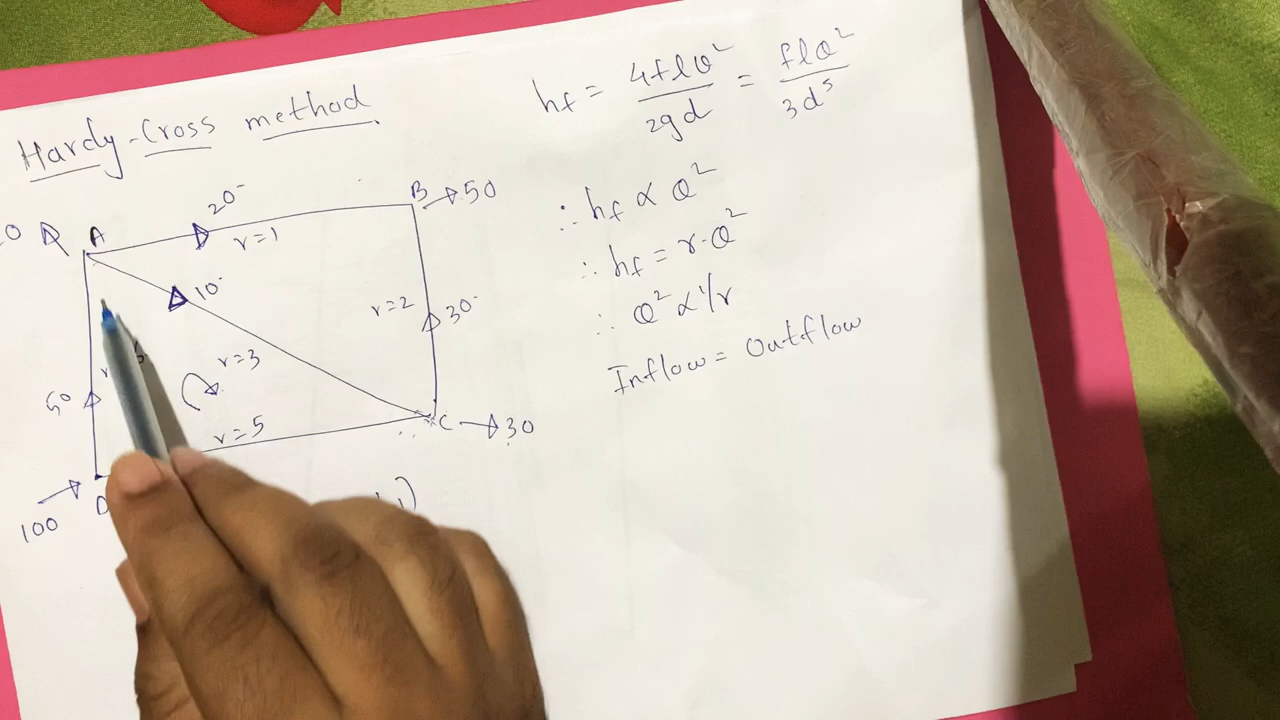 Hardy-Cross method.
hf = 4flQ² / 2gd = flQ² / 3d⁵
∴ hf ∝ Q²
∴ hf = r·Q²
∴ Q² ∝ 1/r
Inflow = Outflow
A
20
r=1
B
50
10
r=2
30
r=3
r=5
C
30
100